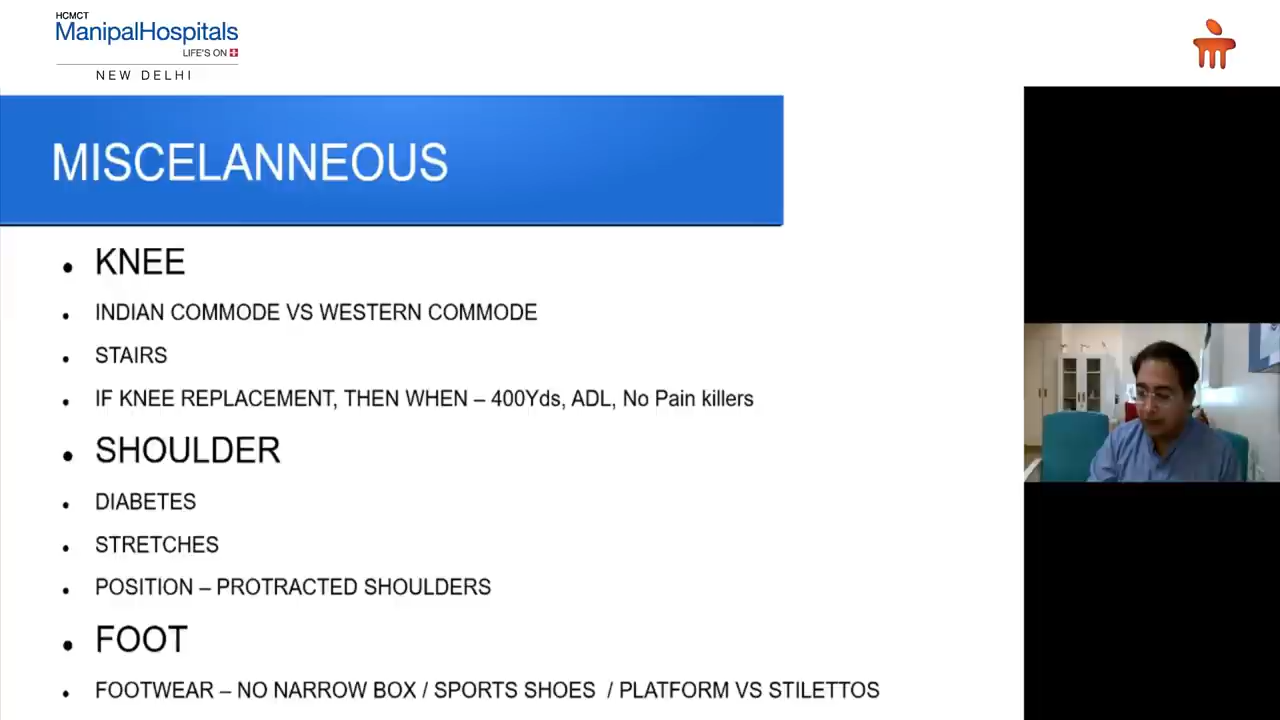 HCMCT
ManipalHospitals
LIFE'S ON
NEW DELHI
MISCELANNEOUS
• KNEE
• INDIAN COMMODE VS WESTERN COMMODE
• STAIRS
• IF KNEE REPLACEMENT, THEN WHEN – 400Yds, ADL, No Pain killers
• SHOULDER
• DIABETES
• STRETCHES
• POSITION – PROTRACTED SHOULDERS
• FOOT
• FOOTWEAR – NO NARROW BOX / SPORTS SHOES / PLATFORM VS STILETTOS